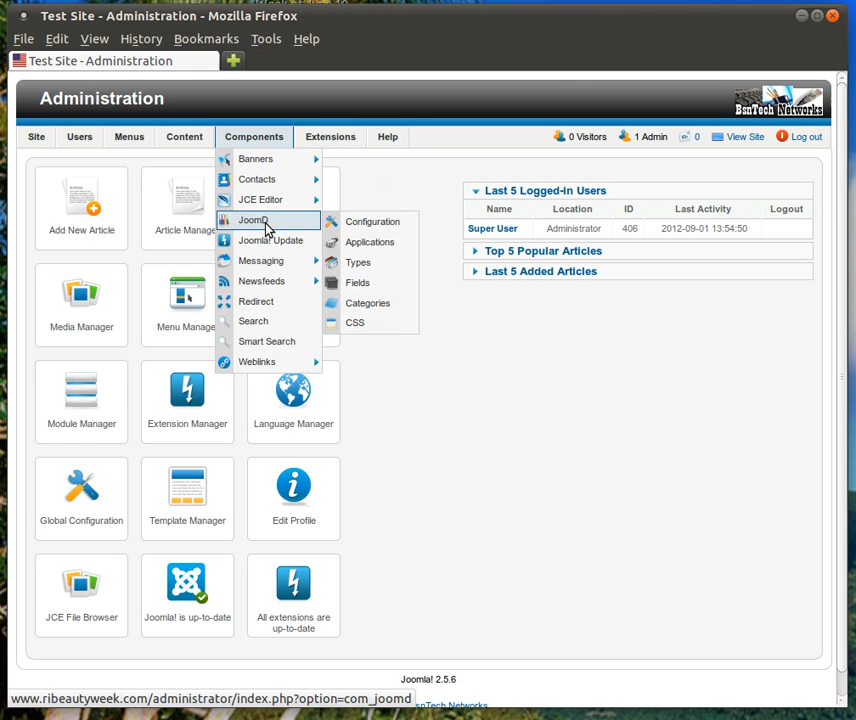 Test Site - Administration - Mozilla Firefox
File Edit View History Bookmarks Tools Help
Test Site - Administration
Administration
BsnTech Networks
Site Users Menus Content Components Extensions Help
0 Visitors 1 Admin 0 View Site Log out
Banners
Contacts
JCE Editor
JoomD
Joomla! Update
Messaging
Newsfeeds
Redirect
Search
Smart Search
Weblinks
Configuration
Applications
Types
Fields
Categories
CSS
Add New Article
Article Manage
Media Manager
Menu Manage
Module Manager
Extension Manager
Language Manager
Global Configuration
Template Manager
Edit Profile
JCE File Browser
Joomla! is up-to-date
All extensions are
up-to-date
Last 5 Logged-in Users
Name Location ID Last Activity Logout
Super User Administrator 406 2012-09-01 13:54:50
Top 5 Popular Articles
Last 5 Added Articles
Joomla! 2.5.6
www.ribeautyweek.com/administrator/index.php?option=com_joomd
snTech Networks